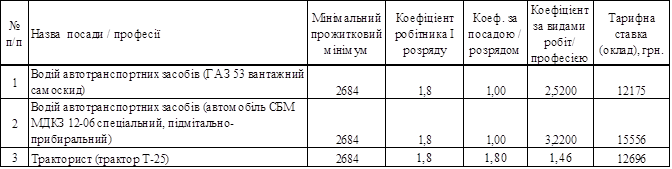 № п/п | Назва посади / професії | Мінімальний прожитковий мінімум | Коефіцієнт робітника І розряду | Коеф. за посадою / розрядом | Коефіцієнт за видами робіт/ професією | Тарифна ставка (оклад), грн.
1 | Водій автотранспортних засобів (ГАЗ 53 вантажний самоскид) | 2684 | 1,8 | 1,00 | 2,5200 | 12175
2 | Водій автотранспортних засобів (автомобіль СБМ МДКЗ 12-06 спеціальний, підмітально-прибиральний) | 2684 | 1,8 | 1,00 | 3,2200 | 15556
3 | Тракторист (трактор Т-25) | 2684 | 1,8 | 1,80 | 1,46 | 12696